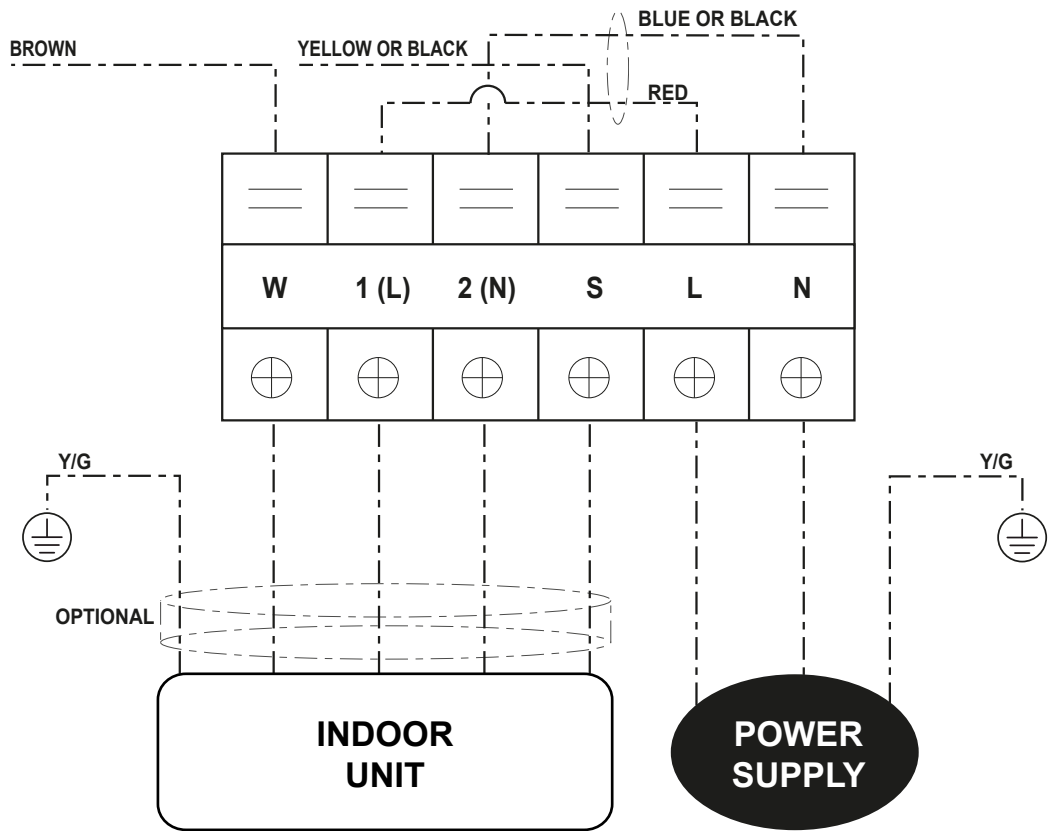 BLUE OR BLACK
BROWN
YELLOW OR BLACK
RED
W 1 (L) 2 (N) S L N
Y/G
Y/G
OPTIONAL
INDOOR
UNIT
POWER
SUPPLY